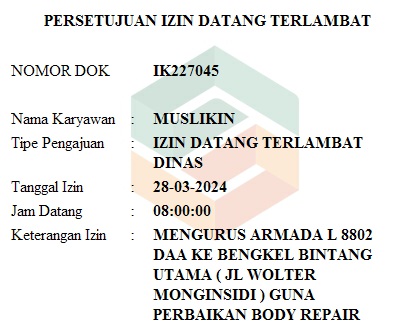 PERSETUJUAN IZIN DATANG TERLAMBAT
NOMOR DOK IK227045
Nama Karyawan : MUSLIKIN
Tipe Pengajuan : IZIN DATANG TERLAMBAT
DINAS
Tanggal Izin : 28-03-2024
Jam Datang : 08:00:00
Keterangan Izin : MENGURUS ARMADA L 8802
DAA KE BENGKEL BINTANG
UTAMA ( JL WOLTER
MONGINSIDI ) GUNA
PERBAIKAN BODY REPAIR